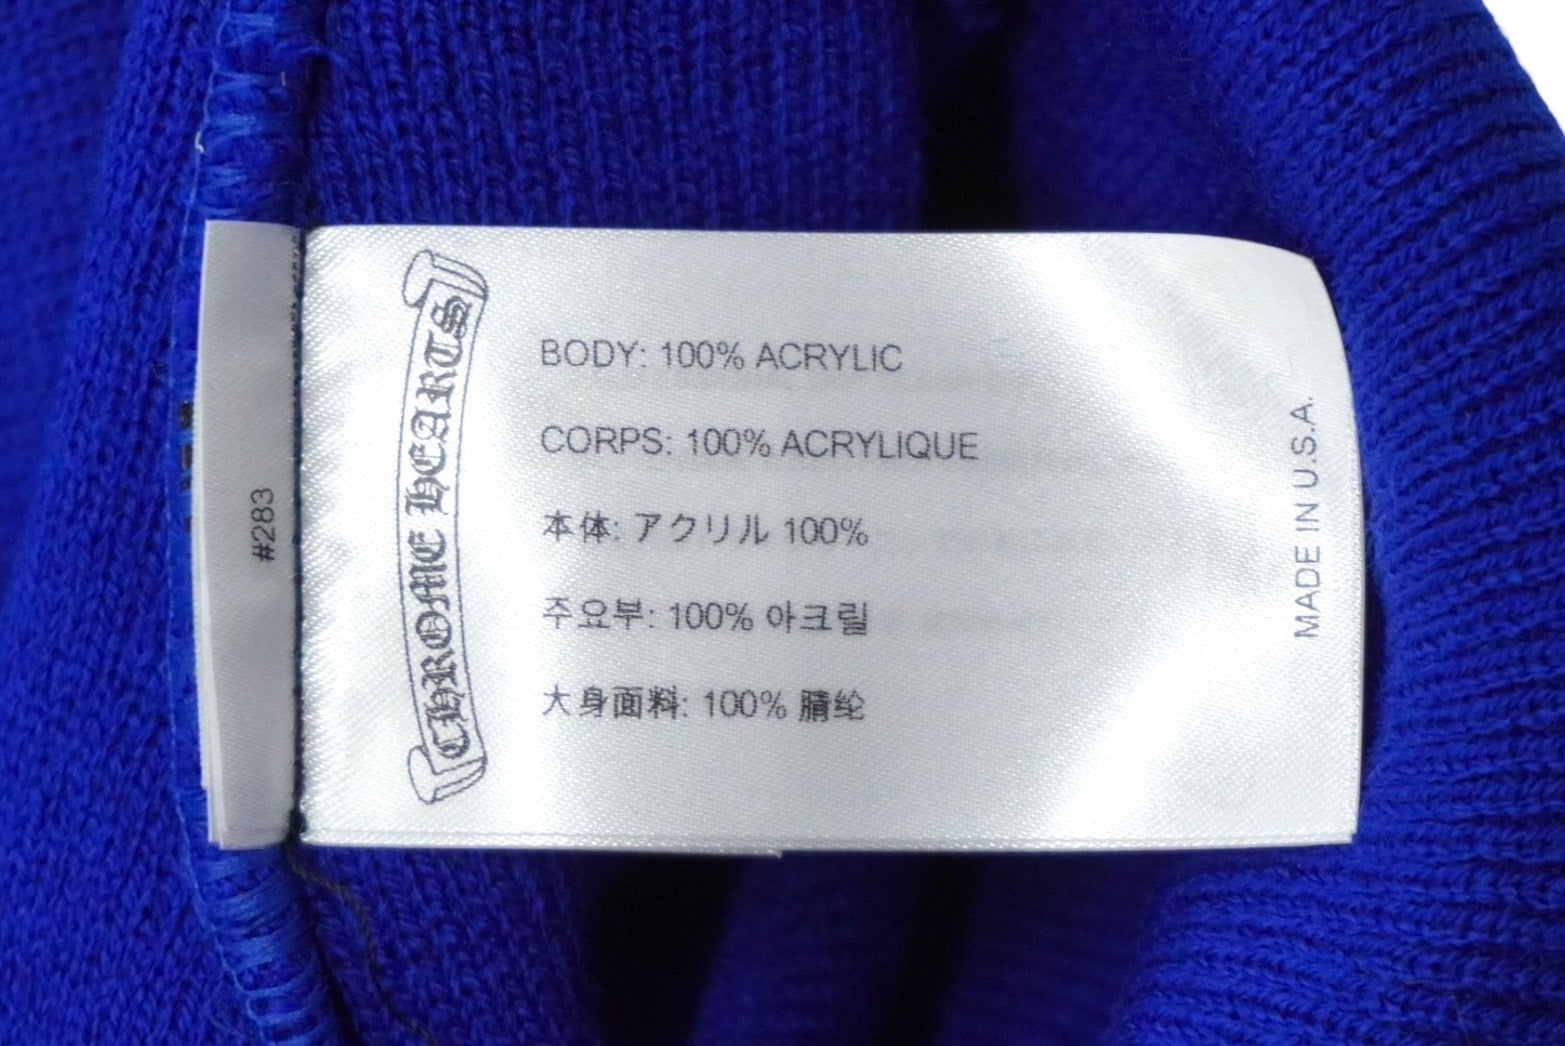 #283
CHROME HEARTS
BODY: 100% ACRYLIC
CORPS: 100% ACRYLIQUE
本体: アクリル 100%
주요부: 100% 아크릴
大身面料: 100% 腈纶
MADE IN U.S.A.